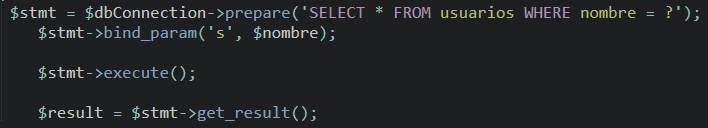 $stmt = $dbConnection->prepare('SELECT * FROM usuarios WHERE nombre = ?');
$stmt->bind_param('s', $nombre);
$stmt->execute();
$result = $stmt->get_result();